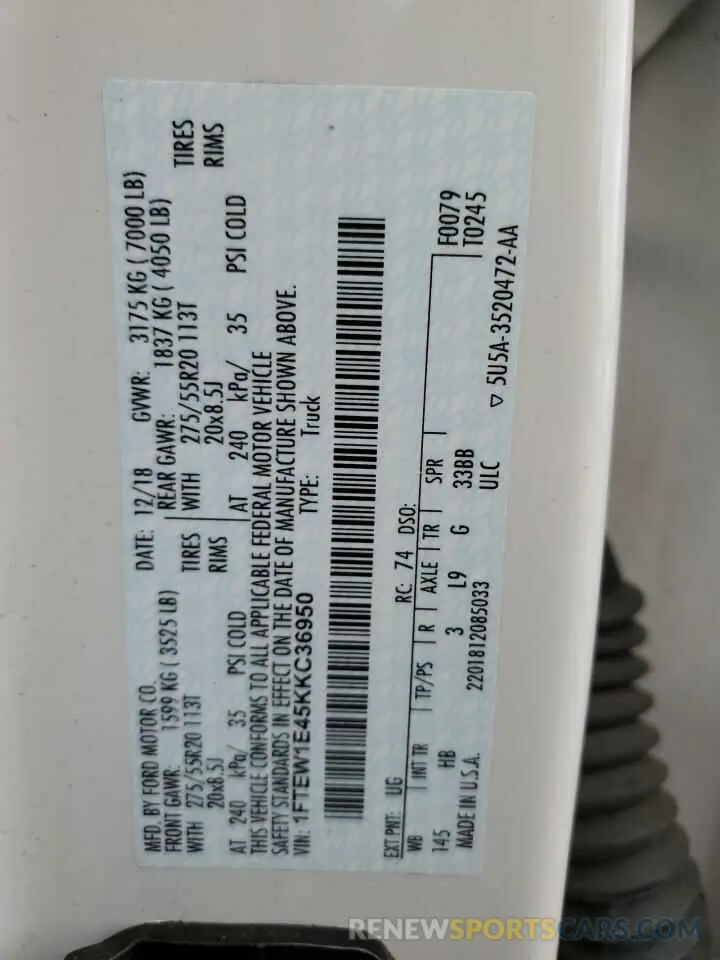 MFD. BY FORD MOTOR CO. DATE: 12/18 GVWR: 3175 KG ( 7000 LB)
FRONT GAWR: 1599 KG ( 3525 LB) REAR GAWR: 1837 KG ( 4050 LB)
WITH 275/55R20 113T TIRES WITH 275/55R20 113T TIRES
20x8.5J RIMS 20x8.5J RIMS
AT 240 kPa/ 35 PSI COLD AT 240 kPa/ 35 PSI COLD
THIS VEHICLE CONFORMS TO ALL APPLICABLE FEDERAL MOTOR VEHICLE
SAFETY STANDARDS IN EFFECT ON THE DATE OF MANUFACTURE SHOWN ABOVE.
VIN: 1FTEW1E45KKC36950 TYPE: Truck
EXT PNT: UG RC: 74 DSO: F0079
WB INT TR TP/PS R AXLE TR SPR T0245
145 HB 3 L9 G 33BB
MADE IN U.S.A. 2201812085033 ULC ▽ 5U5A-3520472-AA
RENEWSPORTSCARS.COM